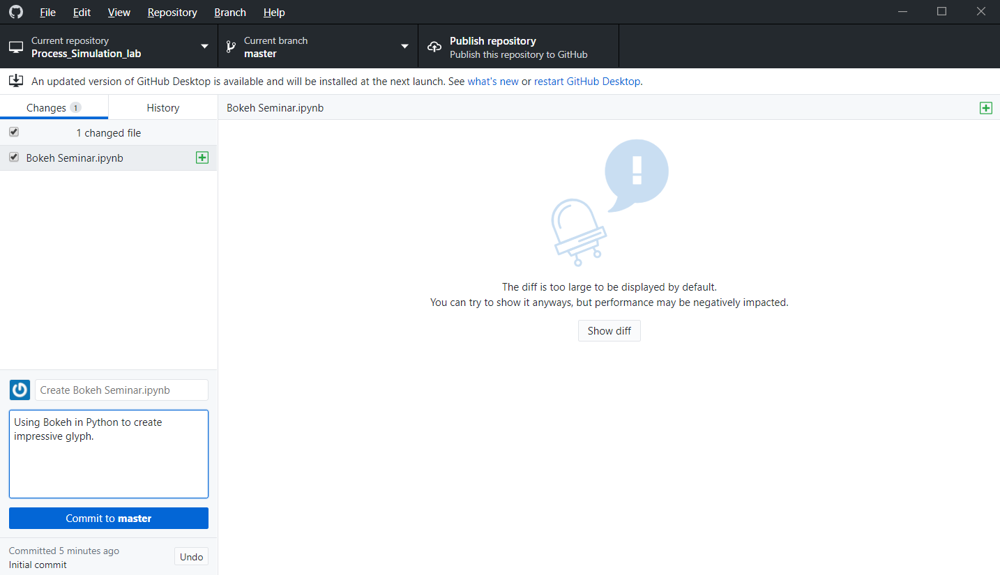 File Edit View Repository Branch Help
Current repository
Process_Simulation_lab
Current branch
master
Publish repository
Publish this repository to GitHub
An updated version of GitHub Desktop is available and will be installed at the next launch. See what's new or restart GitHub Desktop.
Changes 1 History
Bokeh Seminar.ipynb
1 changed file
Bokeh Seminar.ipynb
The diff is too large to be displayed by default.
You can try to show it anyways, but performance may be negatively impacted.
Show diff
Create Bokeh Seminar.ipynb
Using Bokeh in Python to create
impressive glyph.
Commit to master
Committed 5 minutes ago
Initial commit
Undo